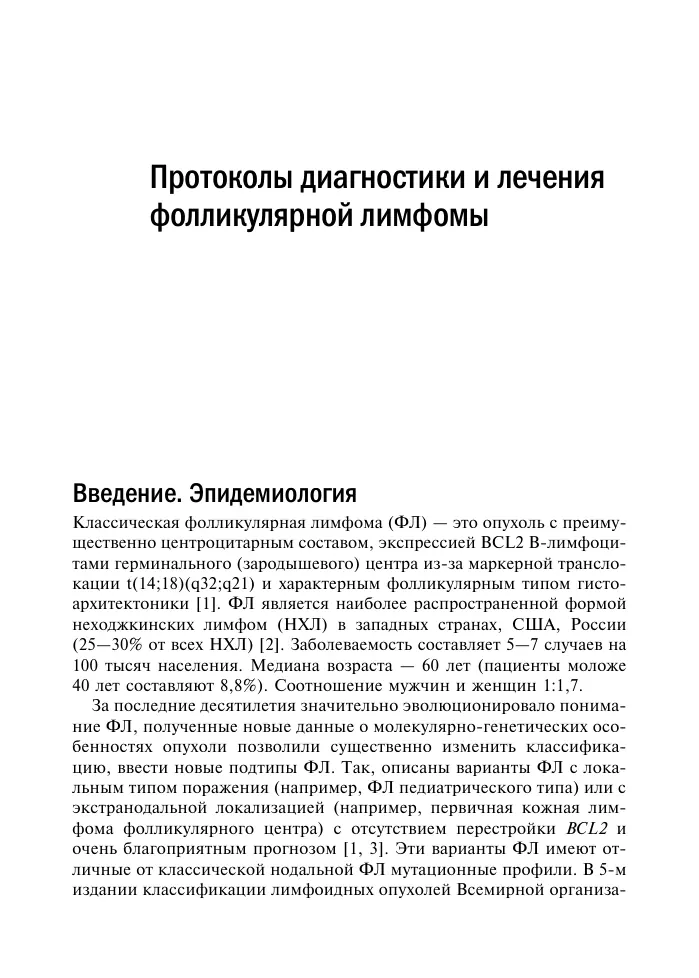 Протоколы диагностики и лечения
фолликулярной лимфомы
Введение. Эпидемиология
Классическая фолликулярная лимфома (ФЛ) — это опухоль с преиму-
щественно центроцитарным составом, экспрессией BCL2 В-лимфоци-
тами герминального (зародышевого) центра из-за маркерной трансло-
кации t(14;18)(q32;q21) и характерным фолликулярным типом гисто-
архитектоники [1]. ФЛ является наиболее распространенной формой
неходжкинских лимфом (НХЛ) в западных странах, США, России
(25—30% от всех НХЛ) [2]. Заболеваемость составляет 5—7 случаев на
100 тысяч населения. Медиана возраста — 60 лет (пациенты моложе
40 лет составляют 8,8%). Соотношение мужчин и женщин 1:1,7.
За последние десятилетия значительно эволюционировало понима-
ние ФЛ, полученные новые данные о молекулярно-генетических осо-
бенностях опухоли позволили существенно изменить классифика-
цию, ввести новые подтипы ФЛ. Так, описаны варианты ФЛ с лока-
льным типом поражения (например, ФЛ педиатрического типа) или с
экстранодальной локализацией (например, первичная кожная лим-
фома фолликулярного центра) с отсутствием перестройки BCL2 и
очень благоприятным прогнозом [1, 3]. Эти варианты ФЛ имеют от-
личные от классической нодальной ФЛ мутационные профили. В 5-м
издании классификации лимфоидных опухолей Всемирной организа-